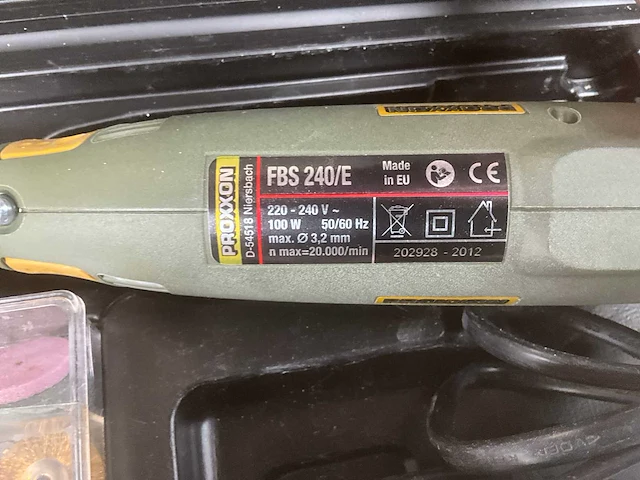 PROXXON
D-54518 Niersbach
FBS 240/E
Made
in EU
CE
220 - 240 V ~
100 W 50/60 Hz
max. Ø 3,2 mm
n max=20.000/min
202928 - 2012